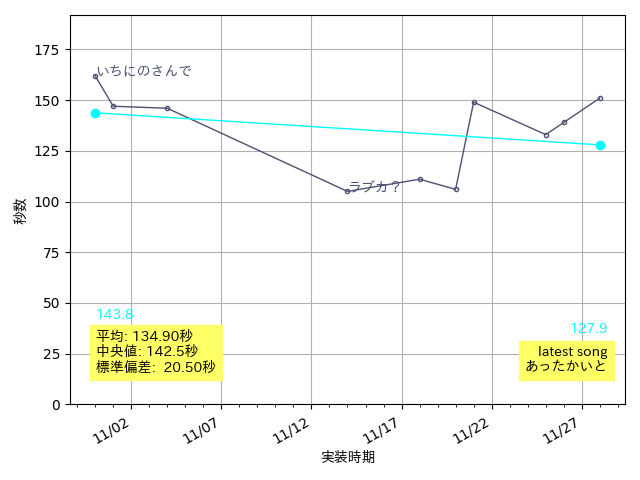 175
150
125
100
75
50
25
0
秒数
いちにのさんで
ラブカ？
143.8
127.9
平均: 134.90秒
中央値: 142.5秒
標準偏差: 20.50秒
latest song
あったかいと
11/02
11/07
11/12
11/17
11/22
11/27
実装時期